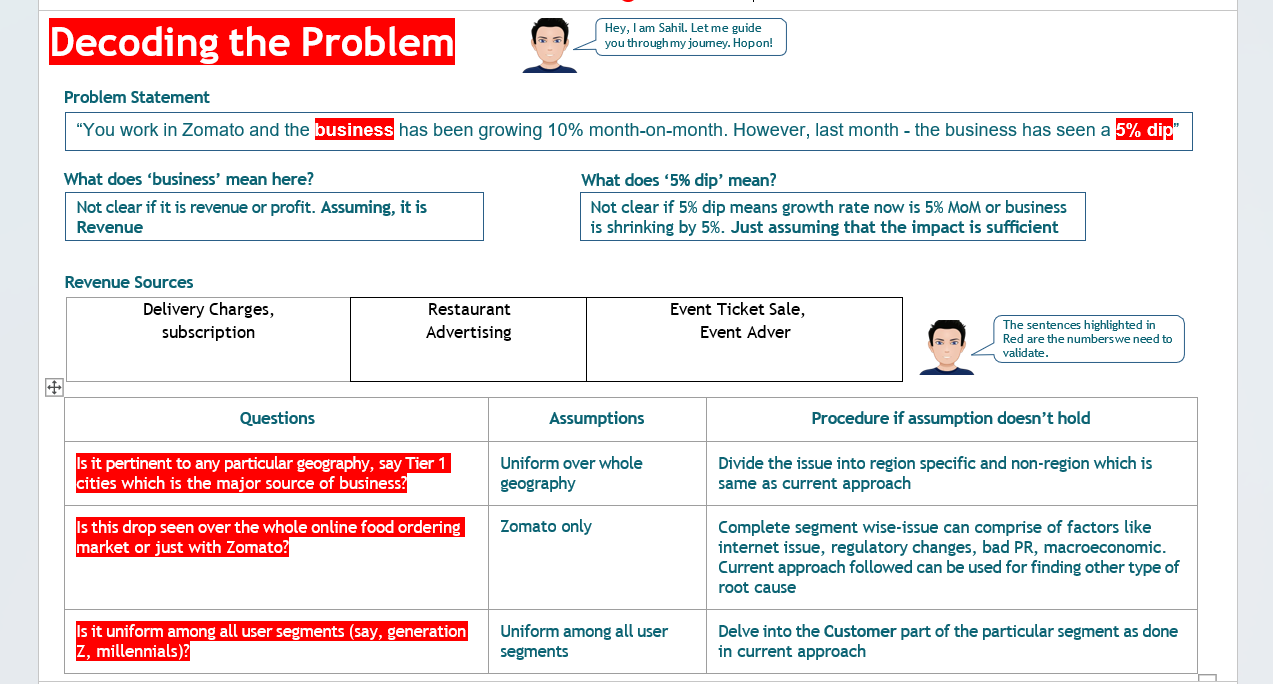 Decoding the Problem
Hey, I am Sahil. Let me guide
you through my journey. Hop on!
Problem Statement
“You work in Zomato and the business has been growing 10% month-on-month. However, last month - the business has seen a 5% dip”
What does ‘business’ mean here?
Not clear if it is revenue or profit. Assuming, it is
Revenue
What does ‘5% dip’ mean?
Not clear if 5% dip means growth rate now is 5% MoM or business
is shrinking by 5%. Just assuming that the impact is sufficient
Revenue Sources
Delivery Charges,
subscription
Restaurant
Advertising
Event Ticket Sale,
Event Adver
The sentences highlighted in
Red are the numbers we need to
validate.
Questions
Assumptions
Procedure if assumption doesn’t hold
Is it pertinent to any particular geography, say Tier 1
cities which is the major source of business?
Uniform over whole
geography
Divide the issue into region specific and non-region which is
same as current approach
Is this drop seen over the whole online food ordering
market or just with Zomato?
Zomato only
Complete segment wise-issue can comprise of factors like
internet issue, regulatory changes, bad PR, macroeconomic.
Current approach followed can be used for finding other type of
root cause
Is it uniform among all user segments (say, generation
Z, millennials)?
Uniform among all user
segments
Delve into the Customer part of the particular segment as done
in current approach